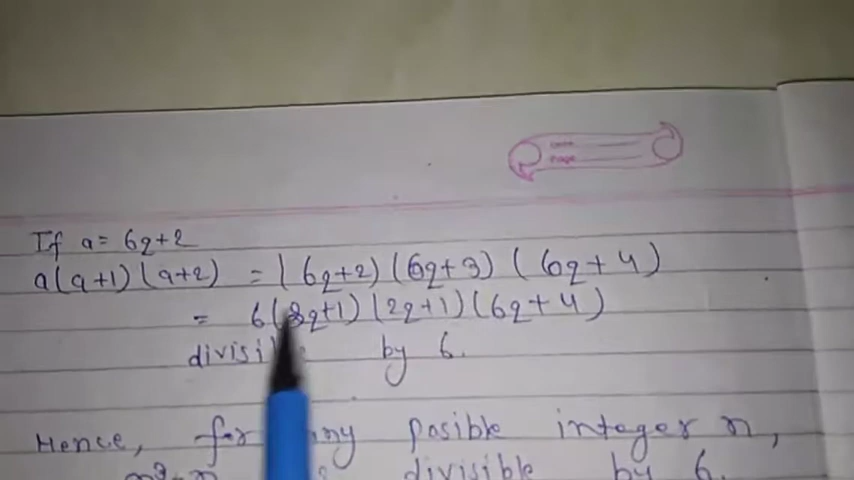 If a = 6q+2
a(a+1)(a+2) = (6q+2)(6q+3)(6q+4)
= 6(3q+1)(2q+1)(6q+4)
by 6.
Hence, for posible integer n,
divisible by 6.